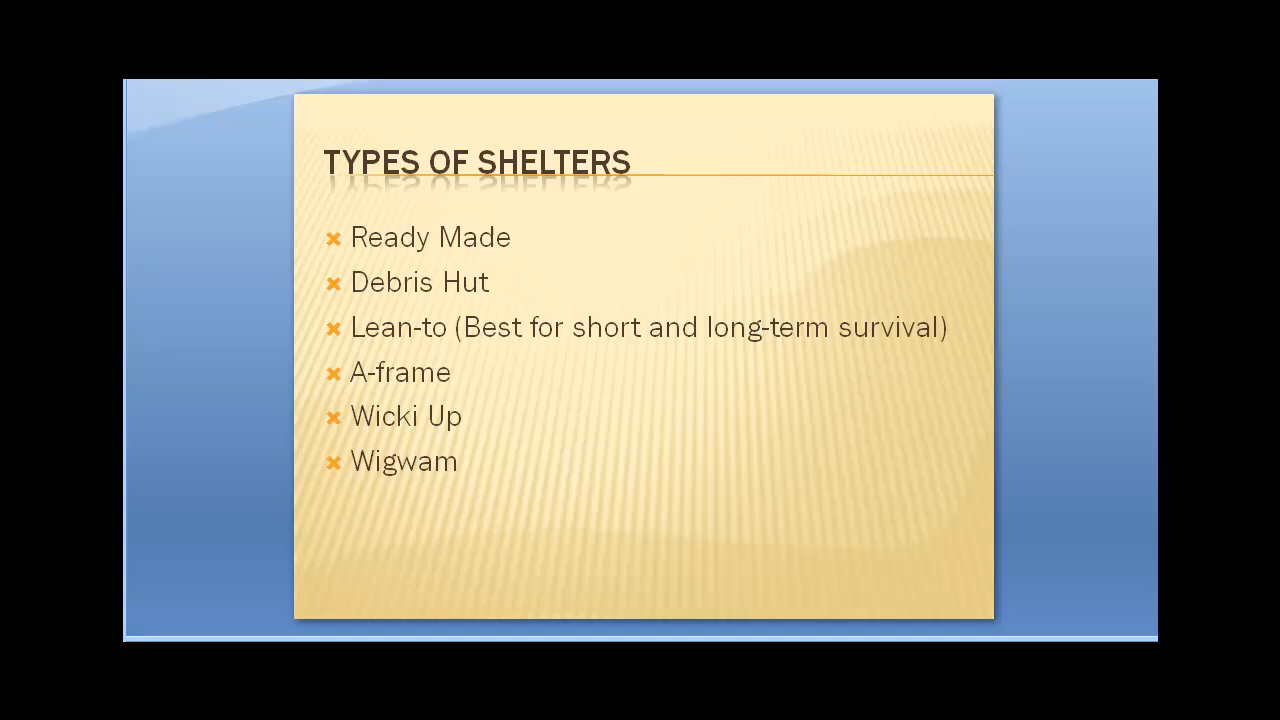 TYPES OF SHELTERS
Ready Made
Debris Hut
Lean-to (Best for short and long-term survival)
A-frame
Wicki Up
Wigwam